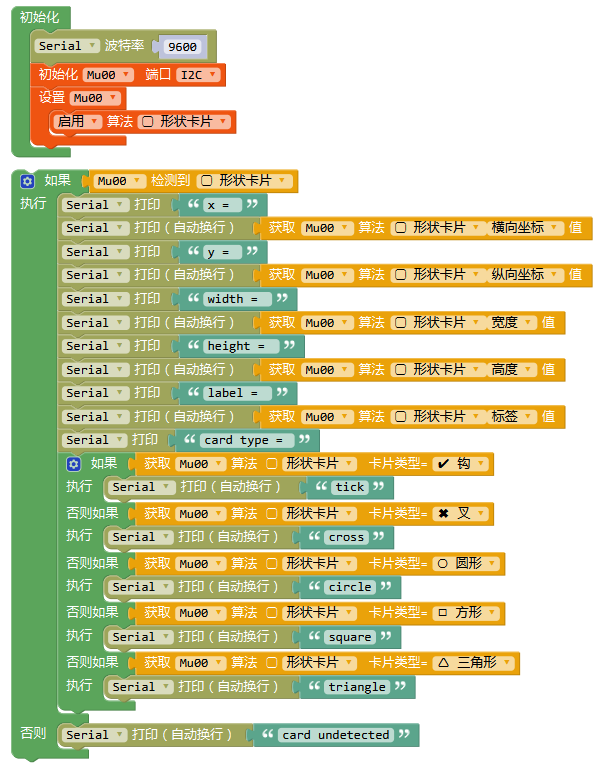 初始化
Serial 波特率 9600
初始化 Mu00 端口 I2C
设置 Mu00
启用 算法 形状卡片
如果 Mu00 检测到 形状卡片
执行 Serial 打印 “ x = ”
Serial 打印（自动换行） 获取 Mu00 算法 形状卡片 横向坐标 值
Serial 打印 “ y = ”
Serial 打印（自动换行） 获取 Mu00 算法 形状卡片 纵向坐标 值
Serial 打印 “ width = ”
Serial 打印（自动换行） 获取 Mu00 算法 形状卡片 宽度 值
Serial 打印 “ height = ”
Serial 打印（自动换行） 获取 Mu00 算法 形状卡片 高度 值
Serial 打印 “ label = ”
Serial 打印（自动换行） 获取 Mu00 算法 形状卡片 标签 值
Serial 打印 “ card type = ”
如果 获取 Mu00 算法 形状卡片 卡片类型= ✔ 钩
执行 Serial 打印（自动换行） “ tick ”
否则如果 获取 Mu00 算法 形状卡片 卡片类型= ✖ 叉
执行 Serial 打印（自动换行） “ cross ”
否则如果 获取 Mu00 算法 形状卡片 卡片类型= ○ 圆形
执行 Serial 打印（自动换行） “ circle ”
否则如果 获取 Mu00 算法 形状卡片 卡片类型= □ 方形
执行 Serial 打印（自动换行） “ square ”
否则如果 获取 Mu00 算法 形状卡片 卡片类型= △ 三角形
执行 Serial 打印（自动换行） “ triangle ”
否则 Serial 打印（自动换行） “ card undetected ”